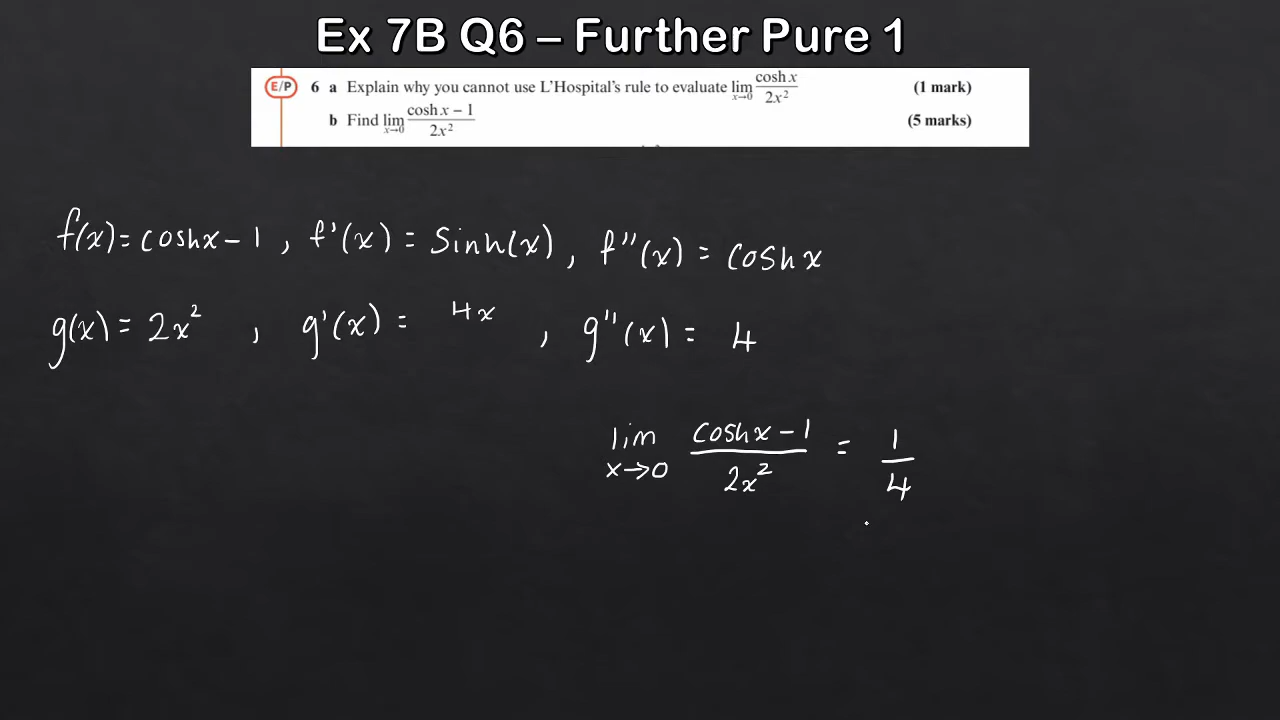 Ex 7B Q6 – Further Pure 1
E/P 6 a Explain why you cannot use L'Hospital's rule to evaluate lim x→0 cosh x / 2x² (1 mark)
b Find lim x→0 cosh x − 1 / 2x² (5 marks)
f(x) = coshx − 1 , f'(x) = Sinh(x) , f''(x) = coshx
g(x) = 2x² , g'(x) = 4x , g''(x) = 4
lim x→0 coshx − 1 / 2x² = 1 / 4